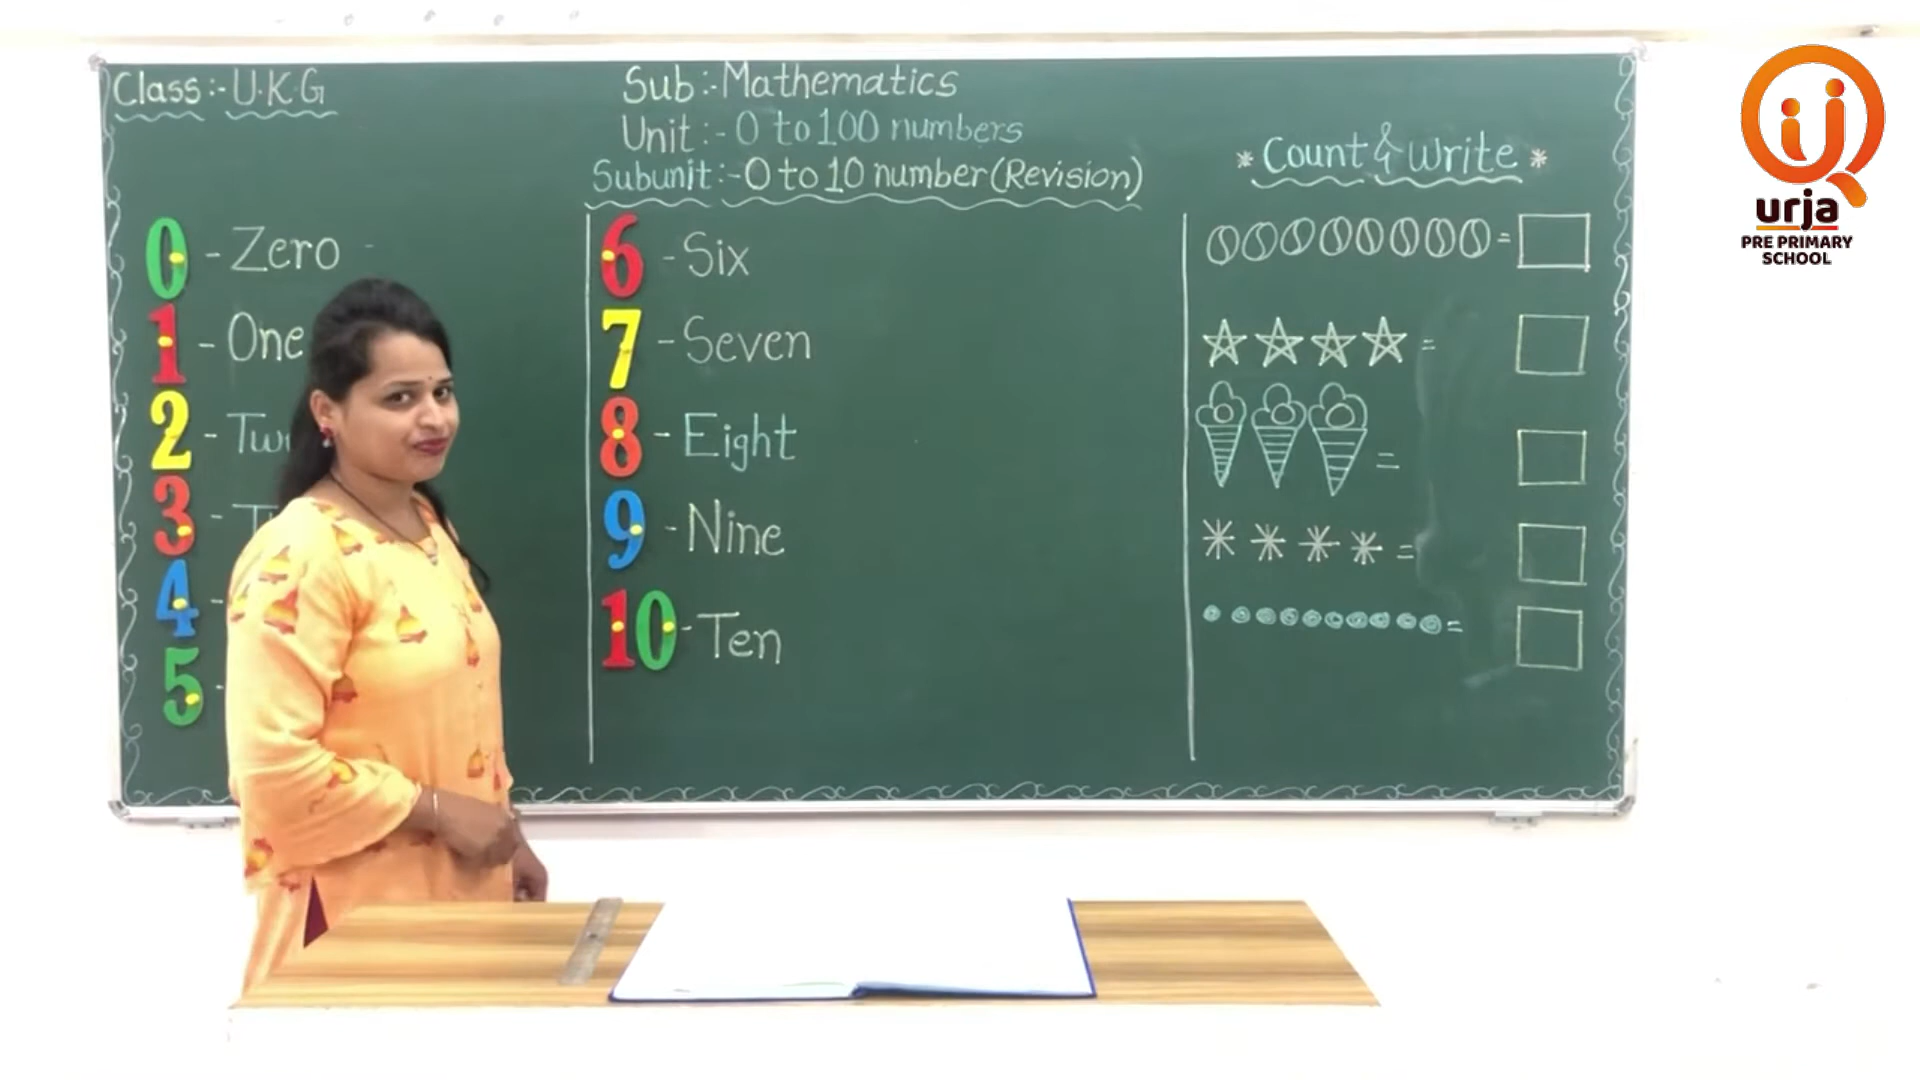 Class:- U.K.G
Sub:- Mathematics
Unit:- 0 to 100 numbers
Subunit:- 0 to 10 number (Revision)
0 - Zero
1 - One
2 -
3 -
4 -
5 -
6 - Six
7 - Seven
8 - Eight
9 - Nine
10 - Ten
* Count & Write *
=
=
=
=
=
urja
PRE PRIMARY
SCHOOL